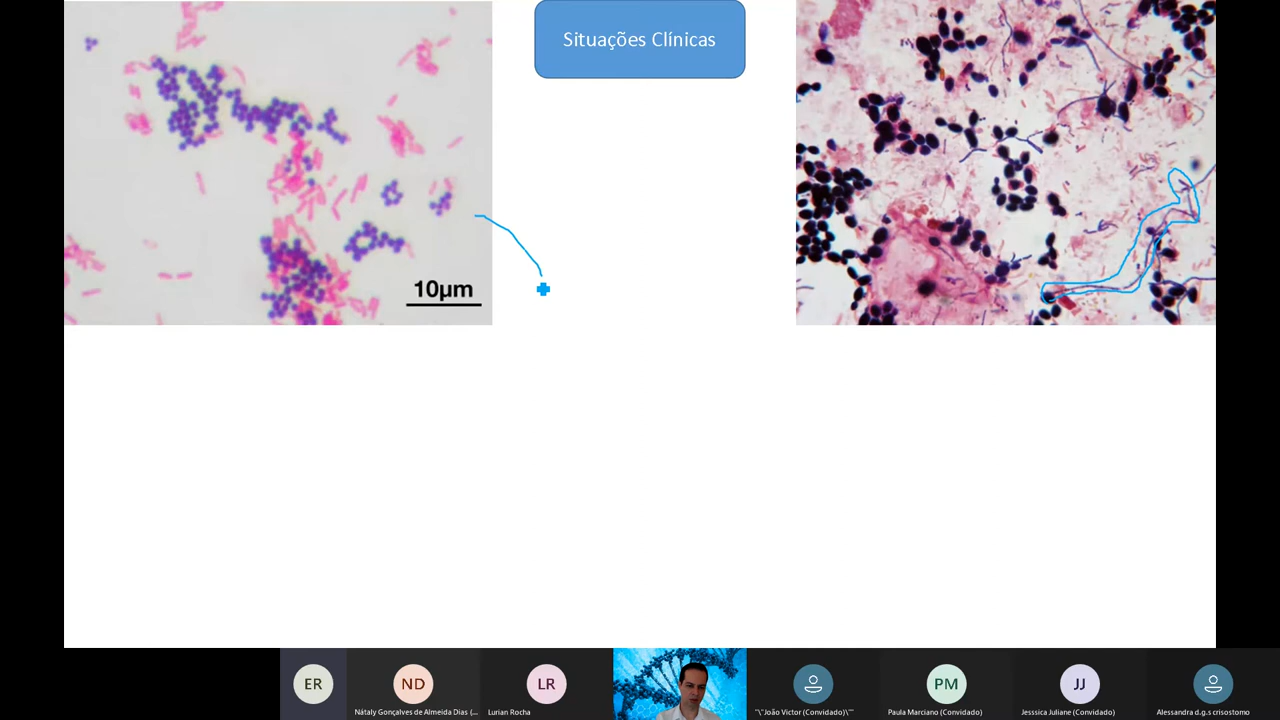 Situações Clínicas
10µm
ER
ND
LR
PM
JJ
Nátaly Gonçalves de Almeida Dias (...
Lurian Rocha
"\"João Victor (Convidado)\""
Paula Marciano (Convidado)
Jesssica Juliane (Convidado)
Alessandra d.g.s crisostomo